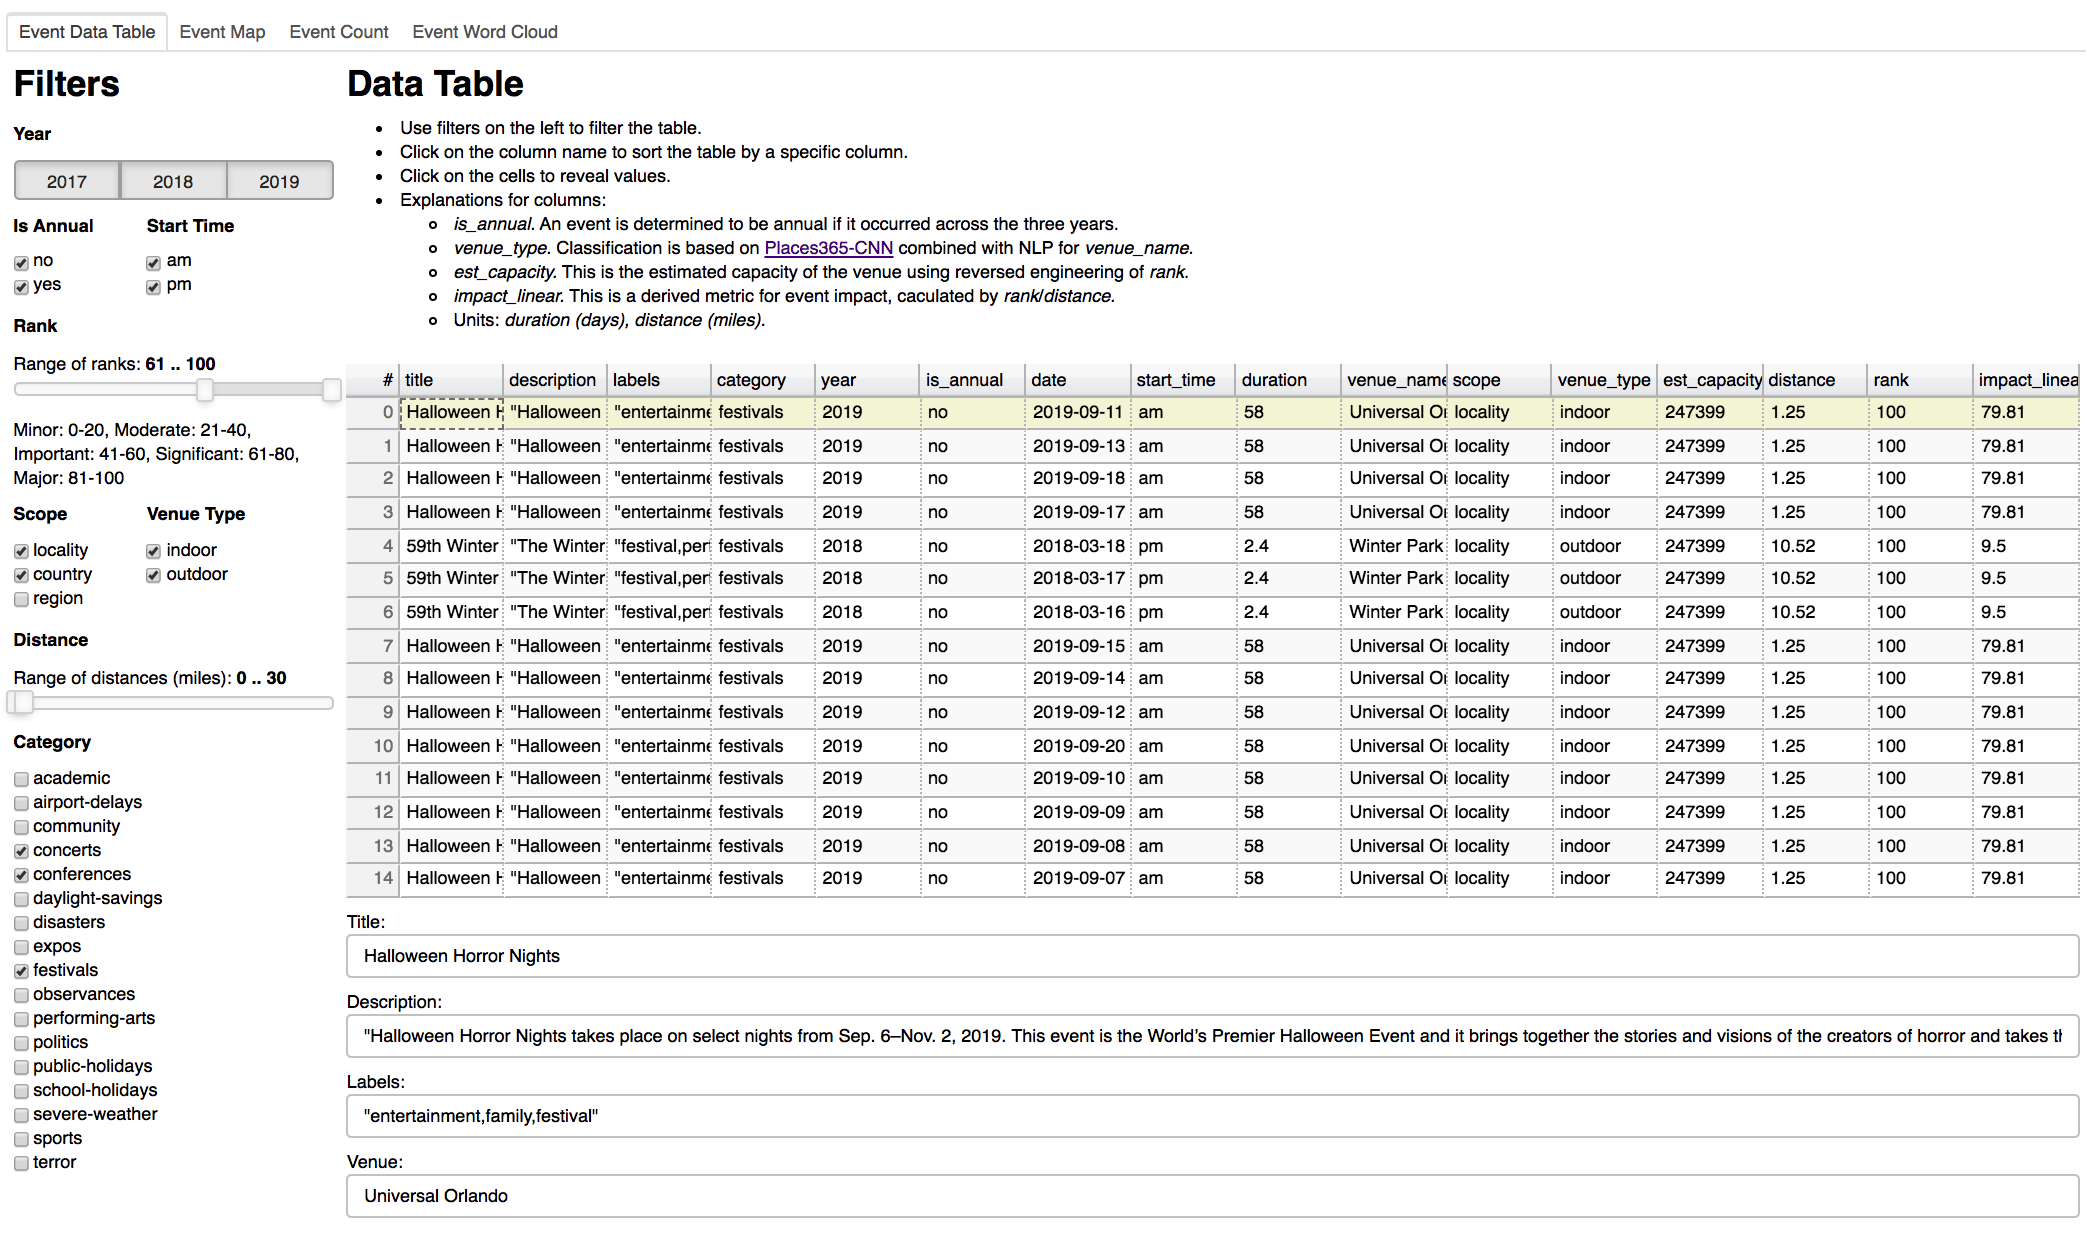 Event Data Table Event Map Event Count Event Word Cloud
Filters
Year
2017 2018 2019
Is Annual Start Time
no am
yes pm
Rank
Range of ranks: 61 .. 100
Minor: 0-20, Moderate: 21-40,
Important: 41-60, Significant: 61-80,
Major: 81-100
Scope Venue Type
locality indoor
country outdoor
region
Distance
Range of distances (miles): 0 .. 30
Category
academic
airport-delays
community
concerts
conferences
daylight-savings
disasters
expos
festivals
observances
performing-arts
politics
public-holidays
school-holidays
severe-weather
sports
terror
Data Table
• Use filters on the left to filter the table.
• Click on the column name to sort the table by a specific column.
• Click on the cells to reveal values.
• Explanations for columns:
is_annual. An event is determined to be annual if it occurred across the three years.
venue_type. Classification is based on Places365-CNN combined with NLP for venue_name.
est_capacity. This is the estimated capacity of the venue using reversed engineering of rank.
impact_linear. This is a derived metric for event impact, caculated by rank/distance.
Units: duration (days), distance (miles).
# title description labels category year is_annual date start_time duration venue_name scope venue_type est_capacity distance rank impact_linea
0 Halloween H "Halloween "entertainme festivals 2019 no 2019-09-11 am 58 Universal Or locality indoor 247399 1.25 100 79.81
1 Halloween H "Halloween "entertainme festivals 2019 no 2019-09-13 am 58 Universal Or locality indoor 247399 1.25 100 79.81
2 Halloween H "Halloween "entertainme festivals 2019 no 2019-09-18 am 58 Universal Or locality indoor 247399 1.25 100 79.81
3 Halloween H "Halloween "entertainme festivals 2019 no 2019-09-17 am 58 Universal Or locality indoor 247399 1.25 100 79.81
4 59th Winter "The Winter "festival,per festivals 2018 no 2018-03-18 pm 2.4 Winter Park locality outdoor 247399 10.52 100 9.5
5 59th Winter "The Winter "festival,per festivals 2018 no 2018-03-17 pm 2.4 Winter Park locality outdoor 247399 10.52 100 9.5
6 59th Winter "The Winter "festival,per festivals 2018 no 2018-03-16 pm 2.4 Winter Park locality outdoor 247399 10.52 100 9.5
7 Halloween H "Halloween "entertainme festivals 2019 no 2019-09-15 am 58 Universal Or locality indoor 247399 1.25 100 79.81
8 Halloween H "Halloween "entertainme festivals 2019 no 2019-09-14 am 58 Universal Or locality indoor 247399 1.25 100 79.81
9 Halloween H "Halloween "entertainme festivals 2019 no 2019-09-12 am 58 Universal Or locality indoor 247399 1.25 100 79.81
10 Halloween H "Halloween "entertainme festivals 2019 no 2019-09-20 am 58 Universal Or locality indoor 247399 1.25 100 79.81
11 Halloween H "Halloween "entertainme festivals 2019 no 2019-09-10 am 58 Universal Or locality indoor 247399 1.25 100 79.81
12 Halloween H "Halloween "entertainme festivals 2019 no 2019-09-09 am 58 Universal Or locality indoor 247399 1.25 100 79.81
13 Halloween H "Halloween "entertainme festivals 2019 no 2019-09-08 am 58 Universal Or locality indoor 247399 1.25 100 79.81
14 Halloween H "Halloween "entertainme festivals 2019 no 2019-09-07 am 58 Universal Or locality indoor 247399 1.25 100 79.81
Title:
Halloween Horror Nights
Description:
"Halloween Horror Nights takes place on select nights from Sep. 6–Nov. 2, 2019. This event is the World’s Premier Halloween Event and it brings together the stories and visions of the creators of horror and takes th
Labels:
"entertainment,family,festival"
Venue:
Universal Orlando